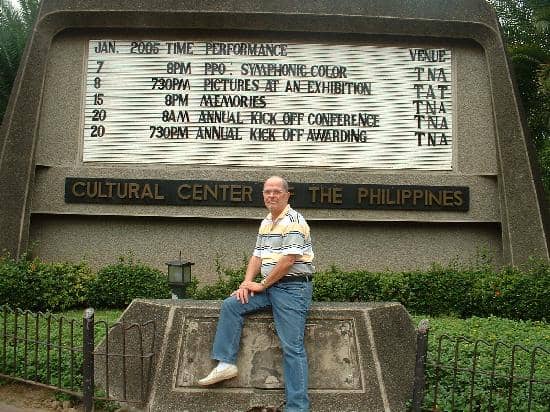 JAN. 2005 TIME PERFORMANCE VENUE
7 8PM PPO: SYMPHONIC COLOR TNA
8 730PM PICTURES AT AN EXHIBITION TAT
15 8PM MEMORIES TNA
20 8AM ANNUAL KICK OFF CONFERENCE TNA
20 730PM ANNUAL KICK OFF AWARDING TNA
CULTURAL CENTER THE PHILIPPINES